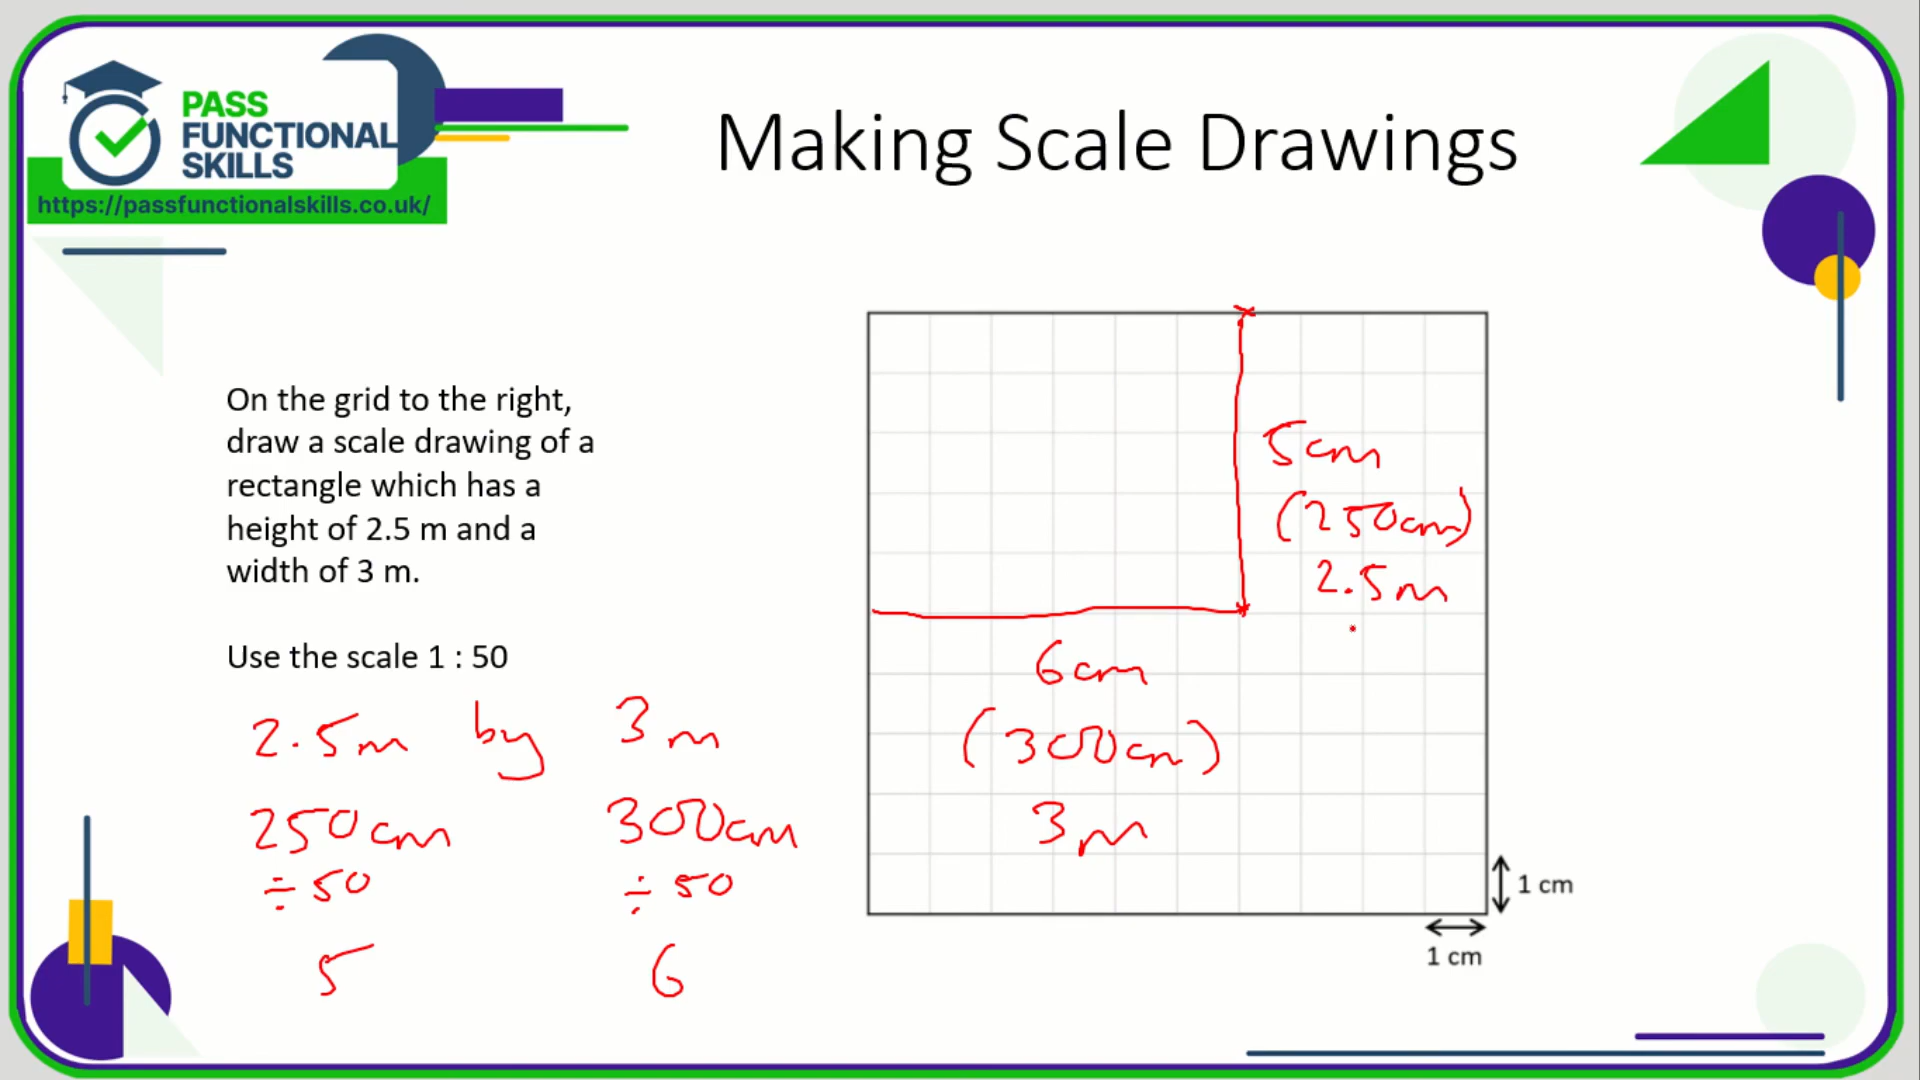 PASS
FUNCTIONAL
SKILLS
https://passfunctionalskills.co.uk/
Making Scale Drawings
On the grid to the right,
draw a scale drawing of a
rectangle which has a
height of 2.5 m and a
width of 3 m.
Use the scale 1 : 50
2.5m by 3m
250cm 300cm
÷50 ÷50
5 6
5cm
(250cm)
2.5m
6cm
(300cm)
3m
1 cm
1 cm